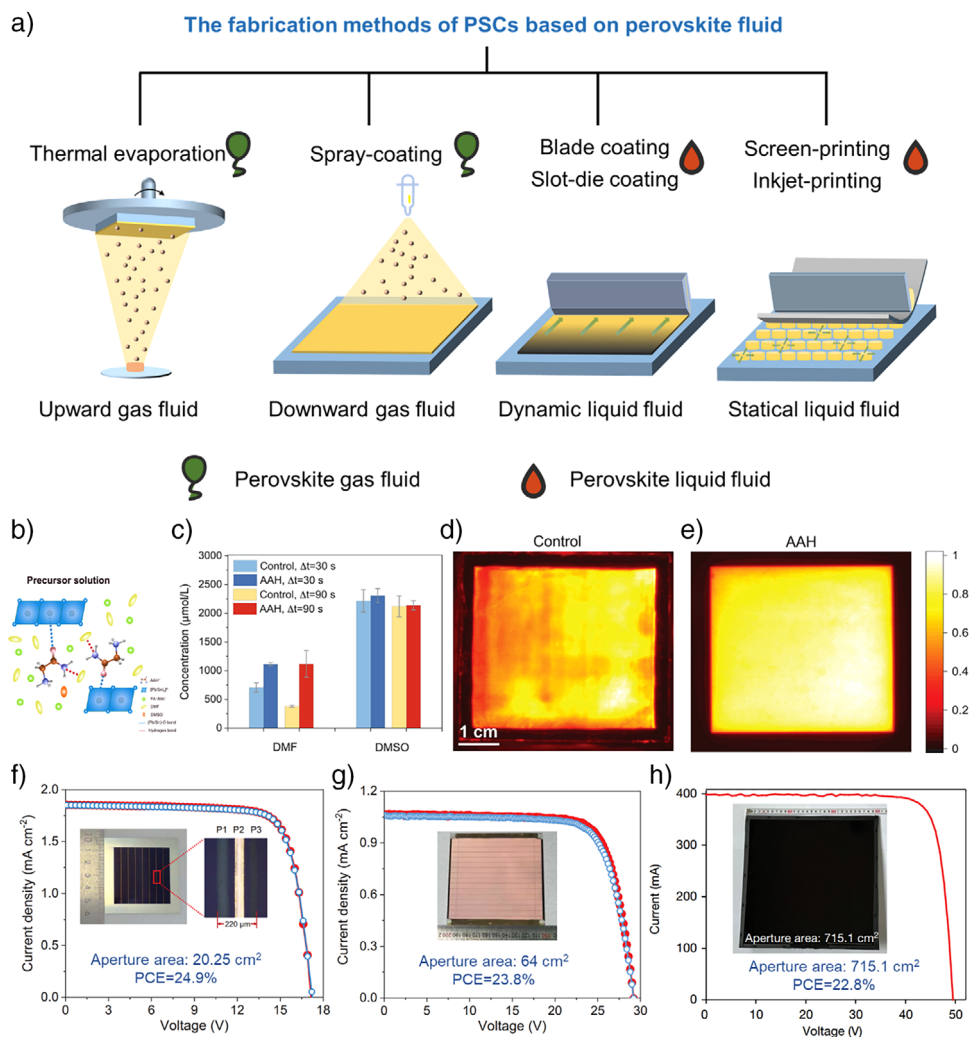 a)
The fabrication methods of PSCs based on perovskite fluid
Thermal evaporation
Spray-coating
Blade coating
Slot-die coating
Screen-printing
Inkjet-printing
Upward gas fluid
Downward gas fluid
Dynamic liquid fluid
Statical liquid fluid
Perovskite gas fluid
Perovskite liquid fluid
b)
Precursor solution
AAH⁺
DMF
DMSO
Hydrogen bond
c)
Concentration (μmol/L)
3000
2500
2000
1500
1000
500
0
Control, Δt=30 s
AAH, Δt=30 s
Control, Δt=90 s
AAH, Δt=90 s
DMF
DMSO
d)
Control
1 cm
e)
AAH
1
0.8
0.6
0.4
0.2
0
f)
Current density (mA cm⁻²)
2.0
1.5
1.0
0.5
0.0
P1 P2 P3
220 μm
Aperture area: 20.25 cm²
PCE=24.9%
0 3 6 9 12 15 18
Voltage (V)
g)
Current density (mA cm⁻²)
1.2
0.9
0.6
0.3
0.0
Aperture area: 64 cm²
PCE=23.8%
0 5 10 15 20 25 30
Voltage (V)
h)
Current (mA)
400
300
200
100
0
Aperture area: 715.1 cm²
Aperture area: 715.1 cm²
PCE=22.8%
0 10 20 30 40 50
Voltage (V)